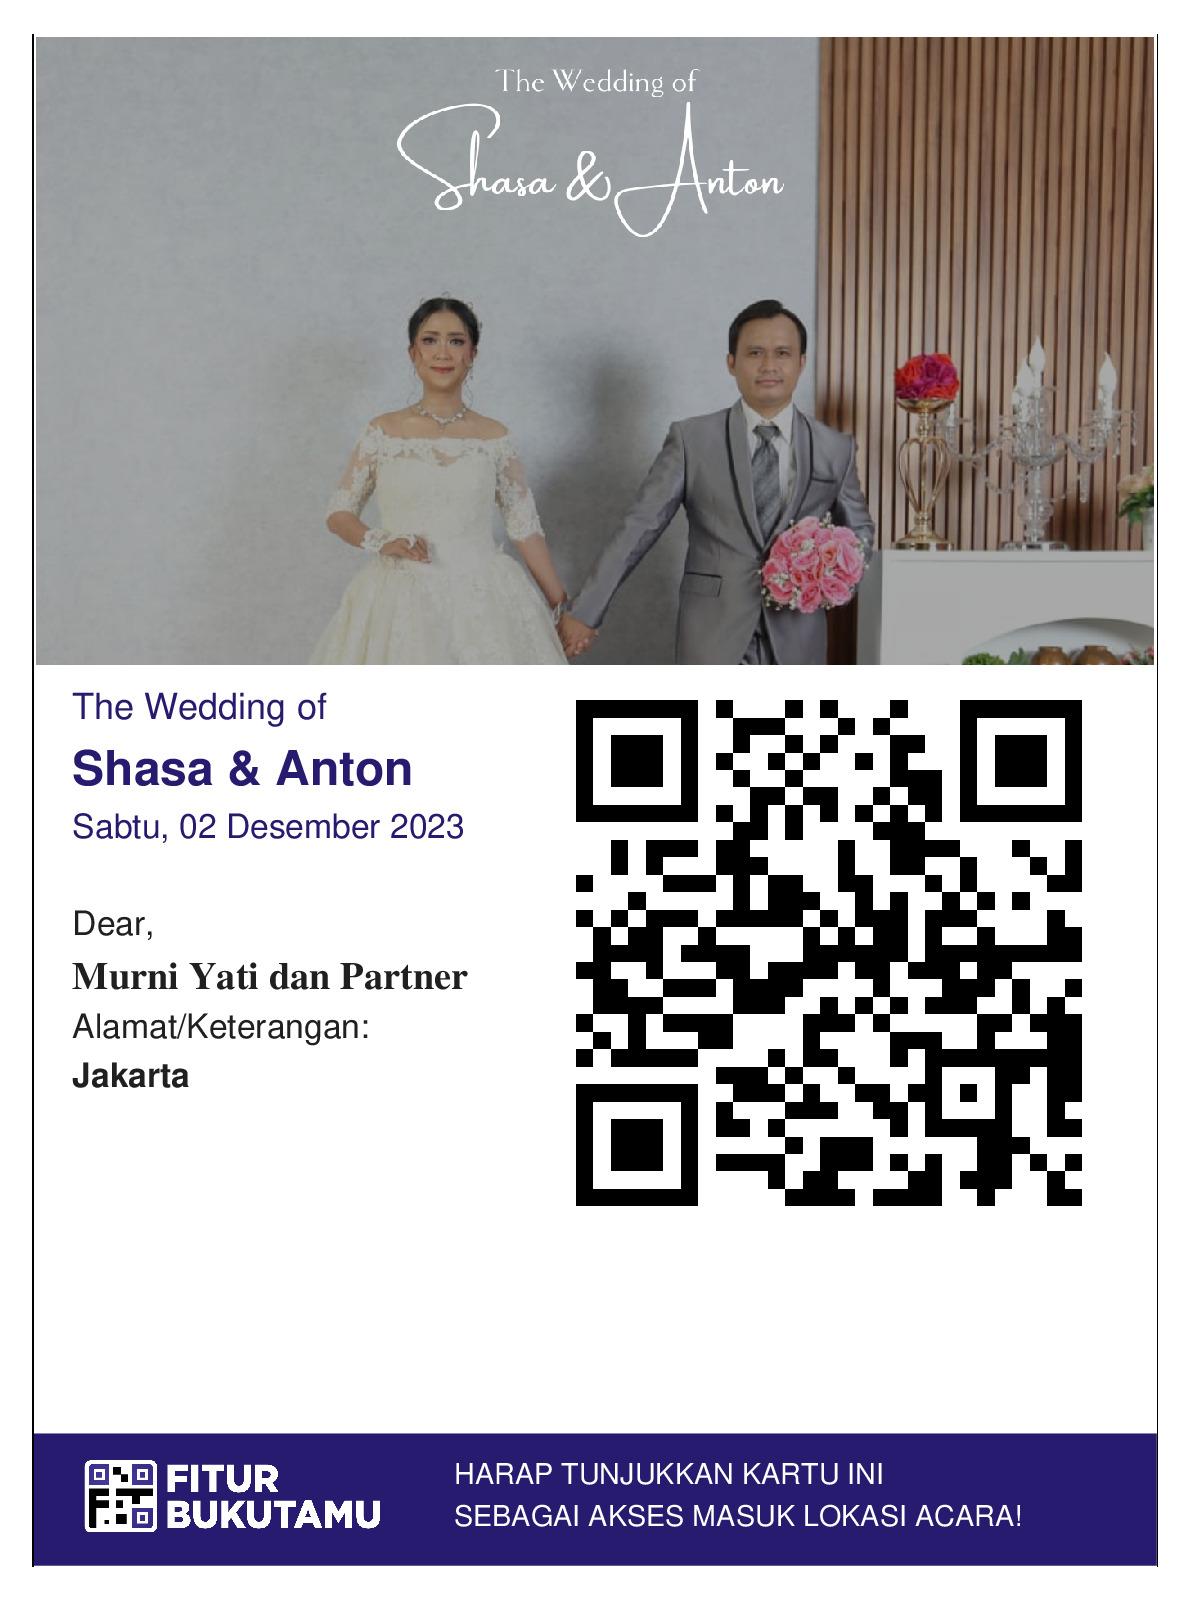 The Wedding of
Shasa & Anton
The Wedding of
Shasa & Anton
Sabtu, 02 Desember 2023
Dear,
Murni Yati dan Partner
Alamat/Keterangan:
Jakarta
FITUR
BUKUTAMU
HARAP TUNJUKKAN KARTU INI
SEBAGAI AKSES MASUK LOKASI ACARA!